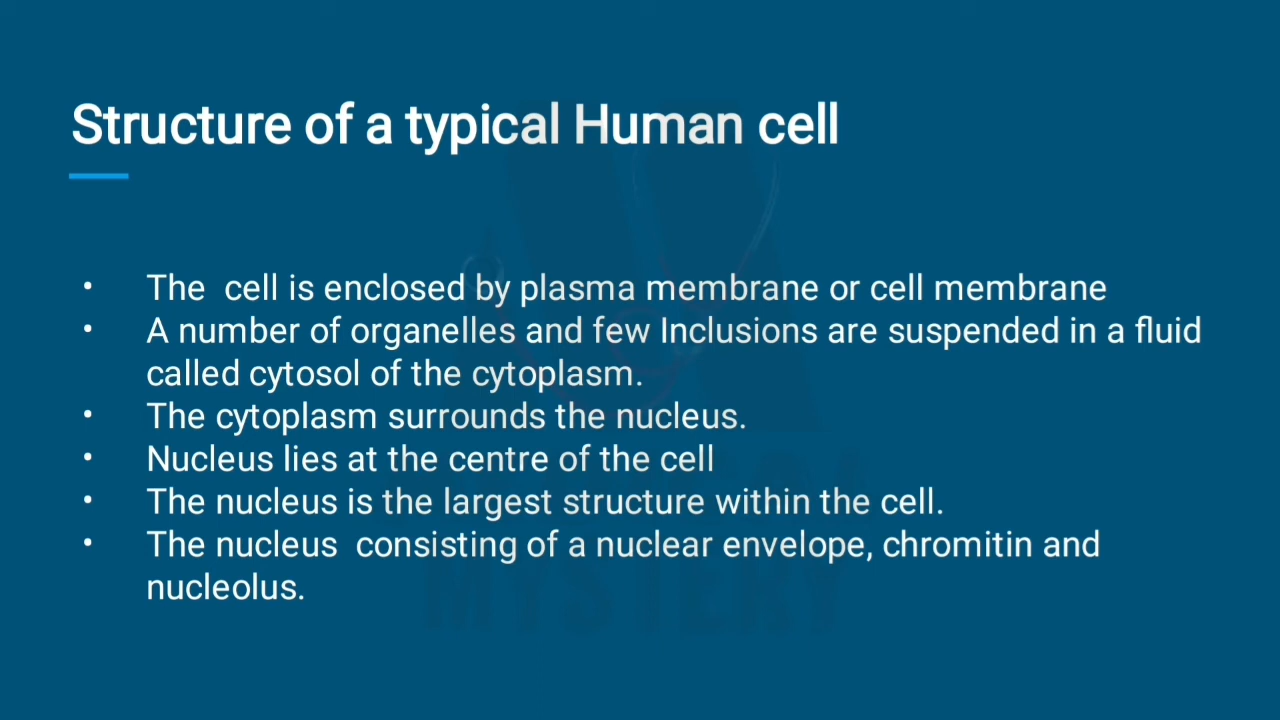 Structure of a typical Human cell
• The cell is enclosed by plasma membrane or cell membrane
• A number of organelles and few Inclusions are suspended in a fluid
called cytosol of the cytoplasm.
• The cytoplasm surrounds the nucleus.
• Nucleus lies at the centre of the cell
• The nucleus is the largest structure within the cell.
• The nucleus consisting of a nuclear envelope, chromitin and
nucleolus.
MYSTERY